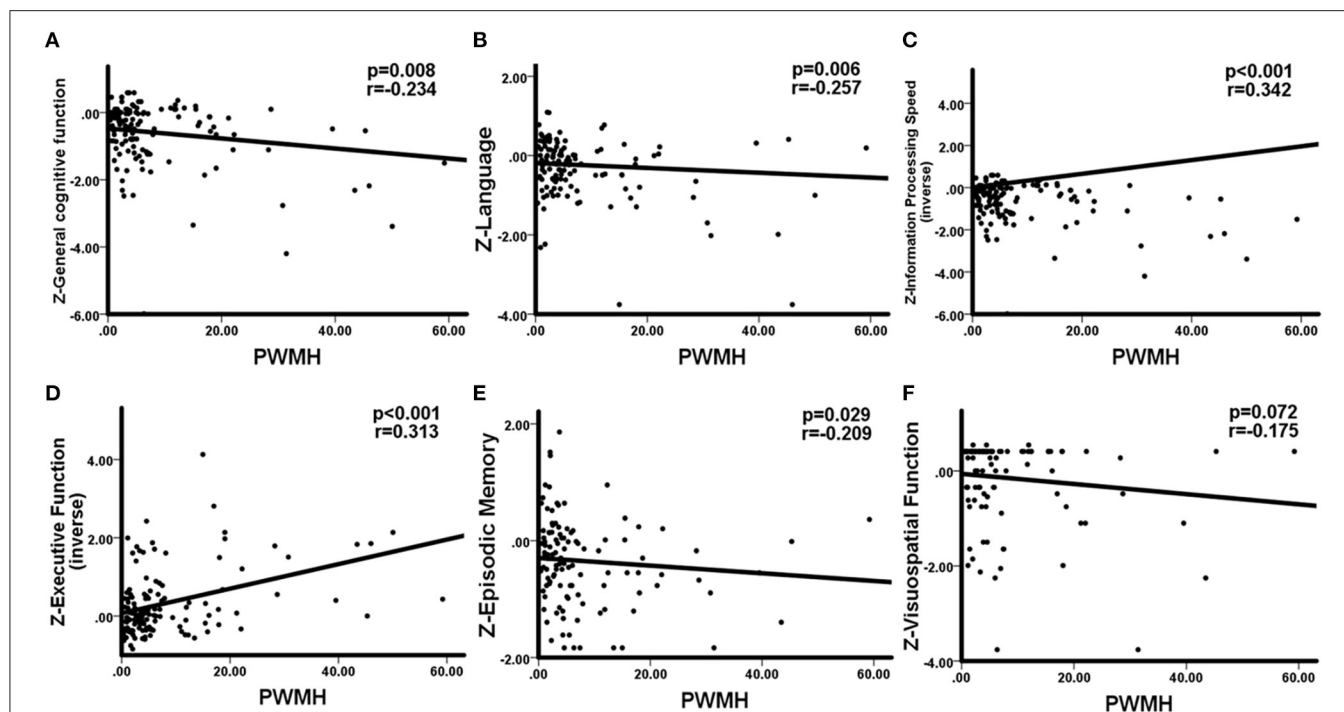 A
p=0.008
r=-0.234
Z-General cognitive function
.00
-2.00
-4.00
-6.00
.00 20.00 40.00 60.00
PWMH
B
p=0.006
r=-0.257
Z-Language
2.00
.00
-2.00
-4.00
.00 20.00 40.00 60.00
PWMH
C
p<0.001
r=0.342
Z-Information Processing Speed
(inverse)
4.00
2.00
.00
-2.00
-4.00
-6.00
.00 20.00 40.00 60.00
PWMH
D
p<0.001
r=0.313
Z-Executive Function
(inverse)
4.00
2.00
.00
.00 20.00 40.00 60.00
PWMH
E
p=0.029
r=-0.209
Z-Episodic Memory
2.00
.00
-2.00
.00 20.00 40.00 60.00
PWMH
F
p=0.072
r=-0.175
Z-Visuospatial Function
.00
-2.00
-4.00
.00 20.00 40.00 60.00
PWMH